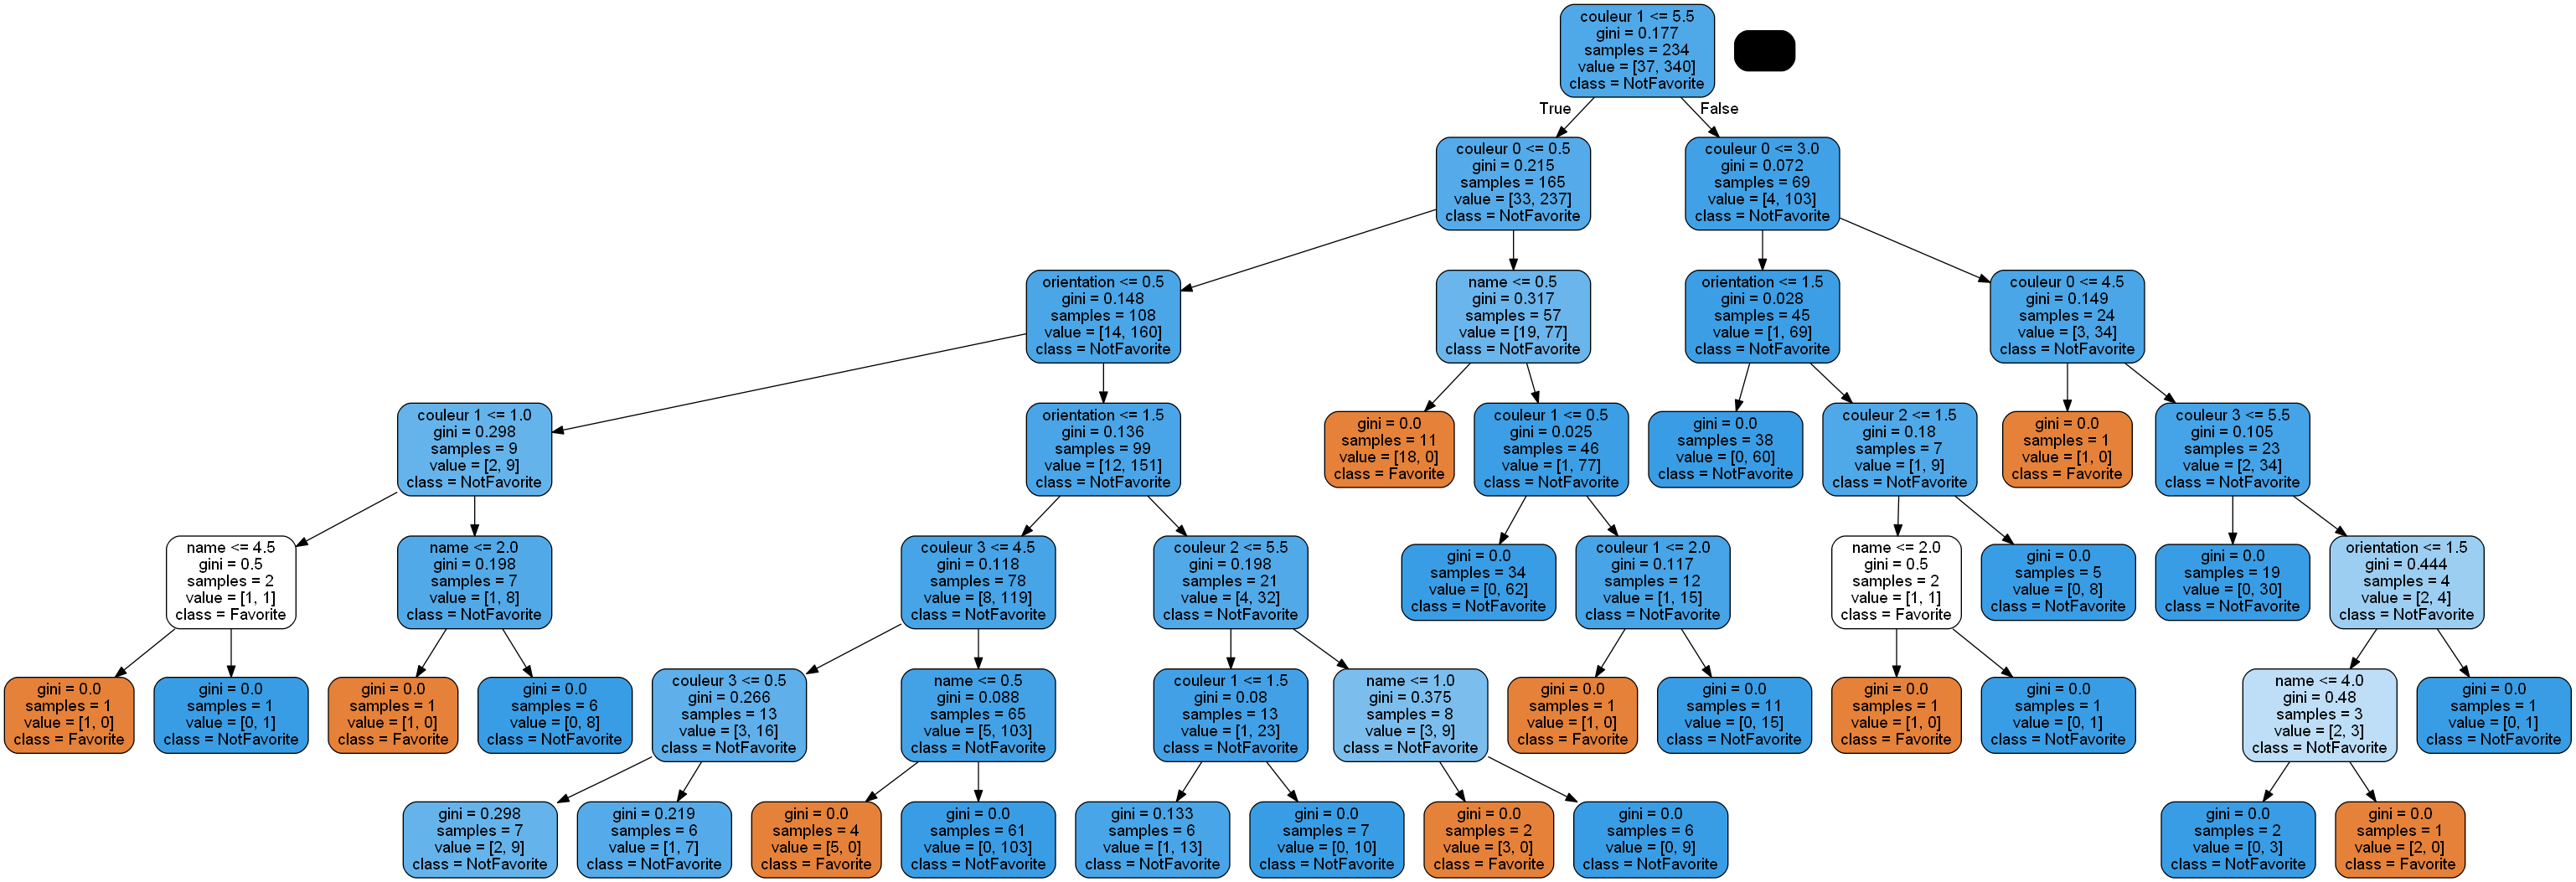 couleur 1 <= 5.5
gini = 0.177
samples = 234
value = [37, 340]
class = NotFavorite
True
False
couleur 0 <= 0.5
gini = 0.215
samples = 165
value = [33, 237]
class = NotFavorite
couleur 0 <= 3.0
gini = 0.072
samples = 69
value = [4, 103]
class = NotFavorite
orientation <= 0.5
gini = 0.148
samples = 108
value = [14, 160]
class = NotFavorite
name <= 0.5
gini = 0.317
samples = 57
value = [19, 77]
class = NotFavorite
orientation <= 1.5
gini = 0.028
samples = 45
value = [1, 69]
class = NotFavorite
couleur 0 <= 4.5
gini = 0.149
samples = 24
value = [3, 34]
class = NotFavorite
couleur 1 <= 1.0
gini = 0.298
samples = 9
value = [2, 9]
class = NotFavorite
orientation <= 1.5
gini = 0.136
samples = 99
value = [12, 151]
class = NotFavorite
gini = 0.0
samples = 11
value = [18, 0]
class = Favorite
couleur 1 <= 0.5
gini = 0.025
samples = 46
value = [1, 77]
class = NotFavorite
gini = 0.0
samples = 38
value = [0, 60]
class = NotFavorite
couleur 2 <= 1.5
gini = 0.18
samples = 7
value = [1, 9]
class = NotFavorite
gini = 0.0
samples = 1
value = [1, 0]
class = Favorite
couleur 3 <= 5.5
gini = 0.105
samples = 23
value = [2, 34]
class = NotFavorite
name <= 4.5
gini = 0.5
samples = 2
value = [1, 1]
class = Favorite
name <= 2.0
gini = 0.198
samples = 7
value = [1, 8]
class = NotFavorite
couleur 3 <= 4.5
gini = 0.118
samples = 78
value = [8, 119]
class = NotFavorite
couleur 2 <= 5.5
gini = 0.198
samples = 21
value = [4, 32]
class = NotFavorite
gini = 0.0
samples = 34
value = [0, 62]
class = NotFavorite
couleur 1 <= 2.0
gini = 0.117
samples = 12
value = [1, 15]
class = NotFavorite
name <= 2.0
gini = 0.5
samples = 2
value = [1, 1]
class = Favorite
gini = 0.0
samples = 5
value = [0, 8]
class = NotFavorite
gini = 0.0
samples = 19
value = [0, 30]
class = NotFavorite
orientation <= 1.5
gini = 0.444
samples = 4
value = [2, 4]
class = NotFavorite
gini = 0.0
samples = 1
value = [1, 0]
class = Favorite
gini = 0.0
samples = 1
value = [0, 1]
class = NotFavorite
gini = 0.0
samples = 1
value = [1, 0]
class = Favorite
gini = 0.0
samples = 6
value = [0, 8]
class = NotFavorite
couleur 3 <= 0.5
gini = 0.266
samples = 13
value = [3, 16]
class = NotFavorite
name <= 0.5
gini = 0.088
samples = 65
value = [5, 103]
class = NotFavorite
couleur 1 <= 1.5
gini = 0.08
samples = 13
value = [1, 23]
class = NotFavorite
name <= 1.0
gini = 0.375
samples = 8
value = [3, 9]
class = NotFavorite
gini = 0.0
samples = 1
value = [1, 0]
class = Favorite
gini = 0.0
samples = 11
value = [0, 15]
class = NotFavorite
gini = 0.0
samples = 1
value = [1, 0]
class = Favorite
gini = 0.0
samples = 1
value = [0, 1]
class = NotFavorite
name <= 4.0
gini = 0.48
samples = 3
value = [2, 3]
class = NotFavorite
gini = 0.0
samples = 1
value = [0, 1]
class = NotFavorite
gini = 0.298
samples = 7
value = [2, 9]
class = NotFavorite
gini = 0.219
samples = 6
value = [1, 7]
class = NotFavorite
gini = 0.0
samples = 4
value = [5, 0]
class = Favorite
gini = 0.0
samples = 61
value = [0, 103]
class = NotFavorite
gini = 0.133
samples = 6
value = [1, 13]
class = NotFavorite
gini = 0.0
samples = 7
value = [0, 10]
class = NotFavorite
gini = 0.0
samples = 2
value = [3, 0]
class = Favorite
gini = 0.0
samples = 6
value = [0, 9]
class = NotFavorite
gini = 0.0
samples = 2
value = [0, 3]
class = NotFavorite
gini = 0.0
samples = 1
value = [2, 0]
class = Favorite